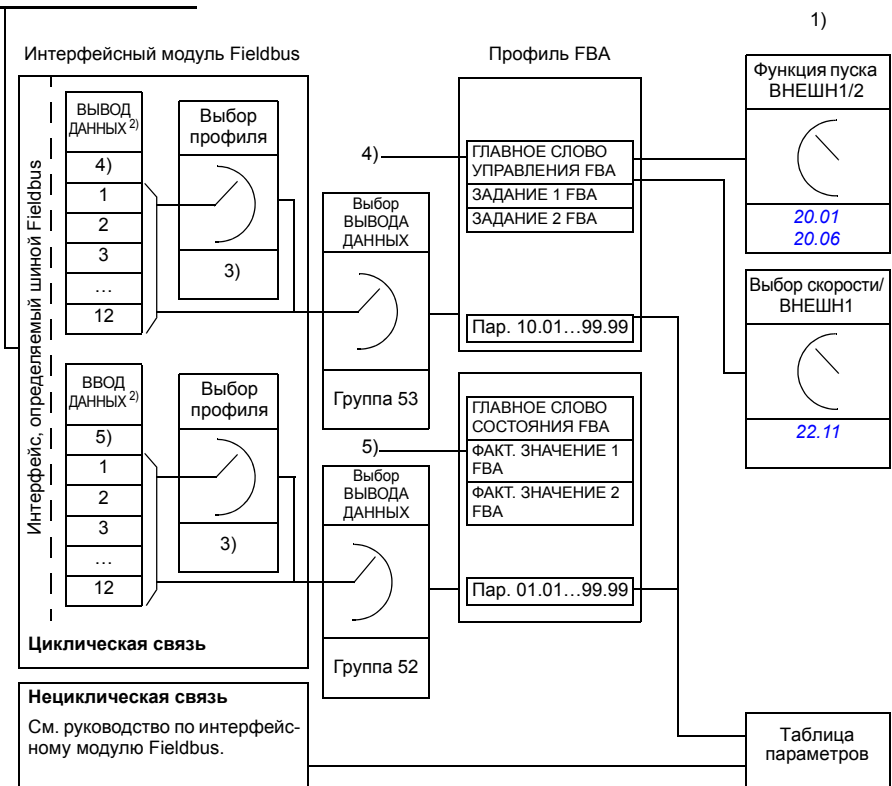 1)
Интерфейсный модуль Fieldbus
Профиль FBA
Интерфейс, определяемый шиной Fieldbus
ВЫВОД
ДАННЫХ 2)
4)
1
2
3
…
12
Выбор
профиля
3)
4)
Выбор
ВЫВОДА
ДАННЫХ
Группа 53
ГЛАВНОЕ СЛОВО
УПРАВЛЕНИЯ FBA
ЗАДАНИЕ 1 FBA
ЗАДАНИЕ 2 FBA
Пар. 10.01…99.99
Функция пуска
ВНЕШН1/2
20.01
20.06
Выбор скорости/
ВНЕШН1
22.11
ВВОД
ДАННЫХ 2)
5)
1
2
3
…
12
Выбор
профиля
3)
5)
Выбор
ВЫВОДА
ДАННЫХ
Группа 52
ГЛАВНОЕ СЛОВО
СОСТОЯНИЯ FBA
ФАКТ. ЗНАЧЕНИЕ 1
FBA
ФАКТ. ЗНАЧЕНИЕ 2
FBA
Пар. 01.01…99.99
Циклическая связь
Нециклическая связь
См. руководство по интерфейс-
ному модулю Fieldbus.
Таблица
параметров